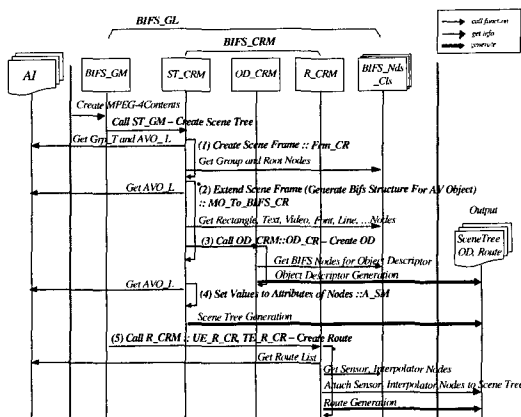 BIFS_GL
BIFS_CRM
call function
get info
generate
AI
BIFS_GM
ST_CRM
OD_CRM
R_CRM
BIFS_Nds
_Cls
Create MPEG-4Contents
Call ST_GM – Create Scene Tree
Get Grp_T and AVO_L
(1) Create Scene Frame :: Frm_CR
Get Group and Root Nodes
Get AVO_L
(2) Extend Scene Frame (Generate Bifs Structure For AV Object)
:: MO_To_BIFS_CR
Get Rectangle, Text, Video, Font, Line, ...Nodes
Output
(3) Call OD_CRM::OD_CR – Create OD
SceneTree
OD, Route
Get BIFS Nodes for Object Descriptor
Object Descriptor Generation
Get AVO_L
(4) Set Values to Attributes of Nodes ::A_SM
Scene Tree Generation
(5) Call R_CRM :: UE_R_CR, TE_R_CR – Create Route
Get Route List
Get Sensor, Interpolator Nodes
Attach Sensor, Interpolator Nodes to Scene Tree
Route Generation